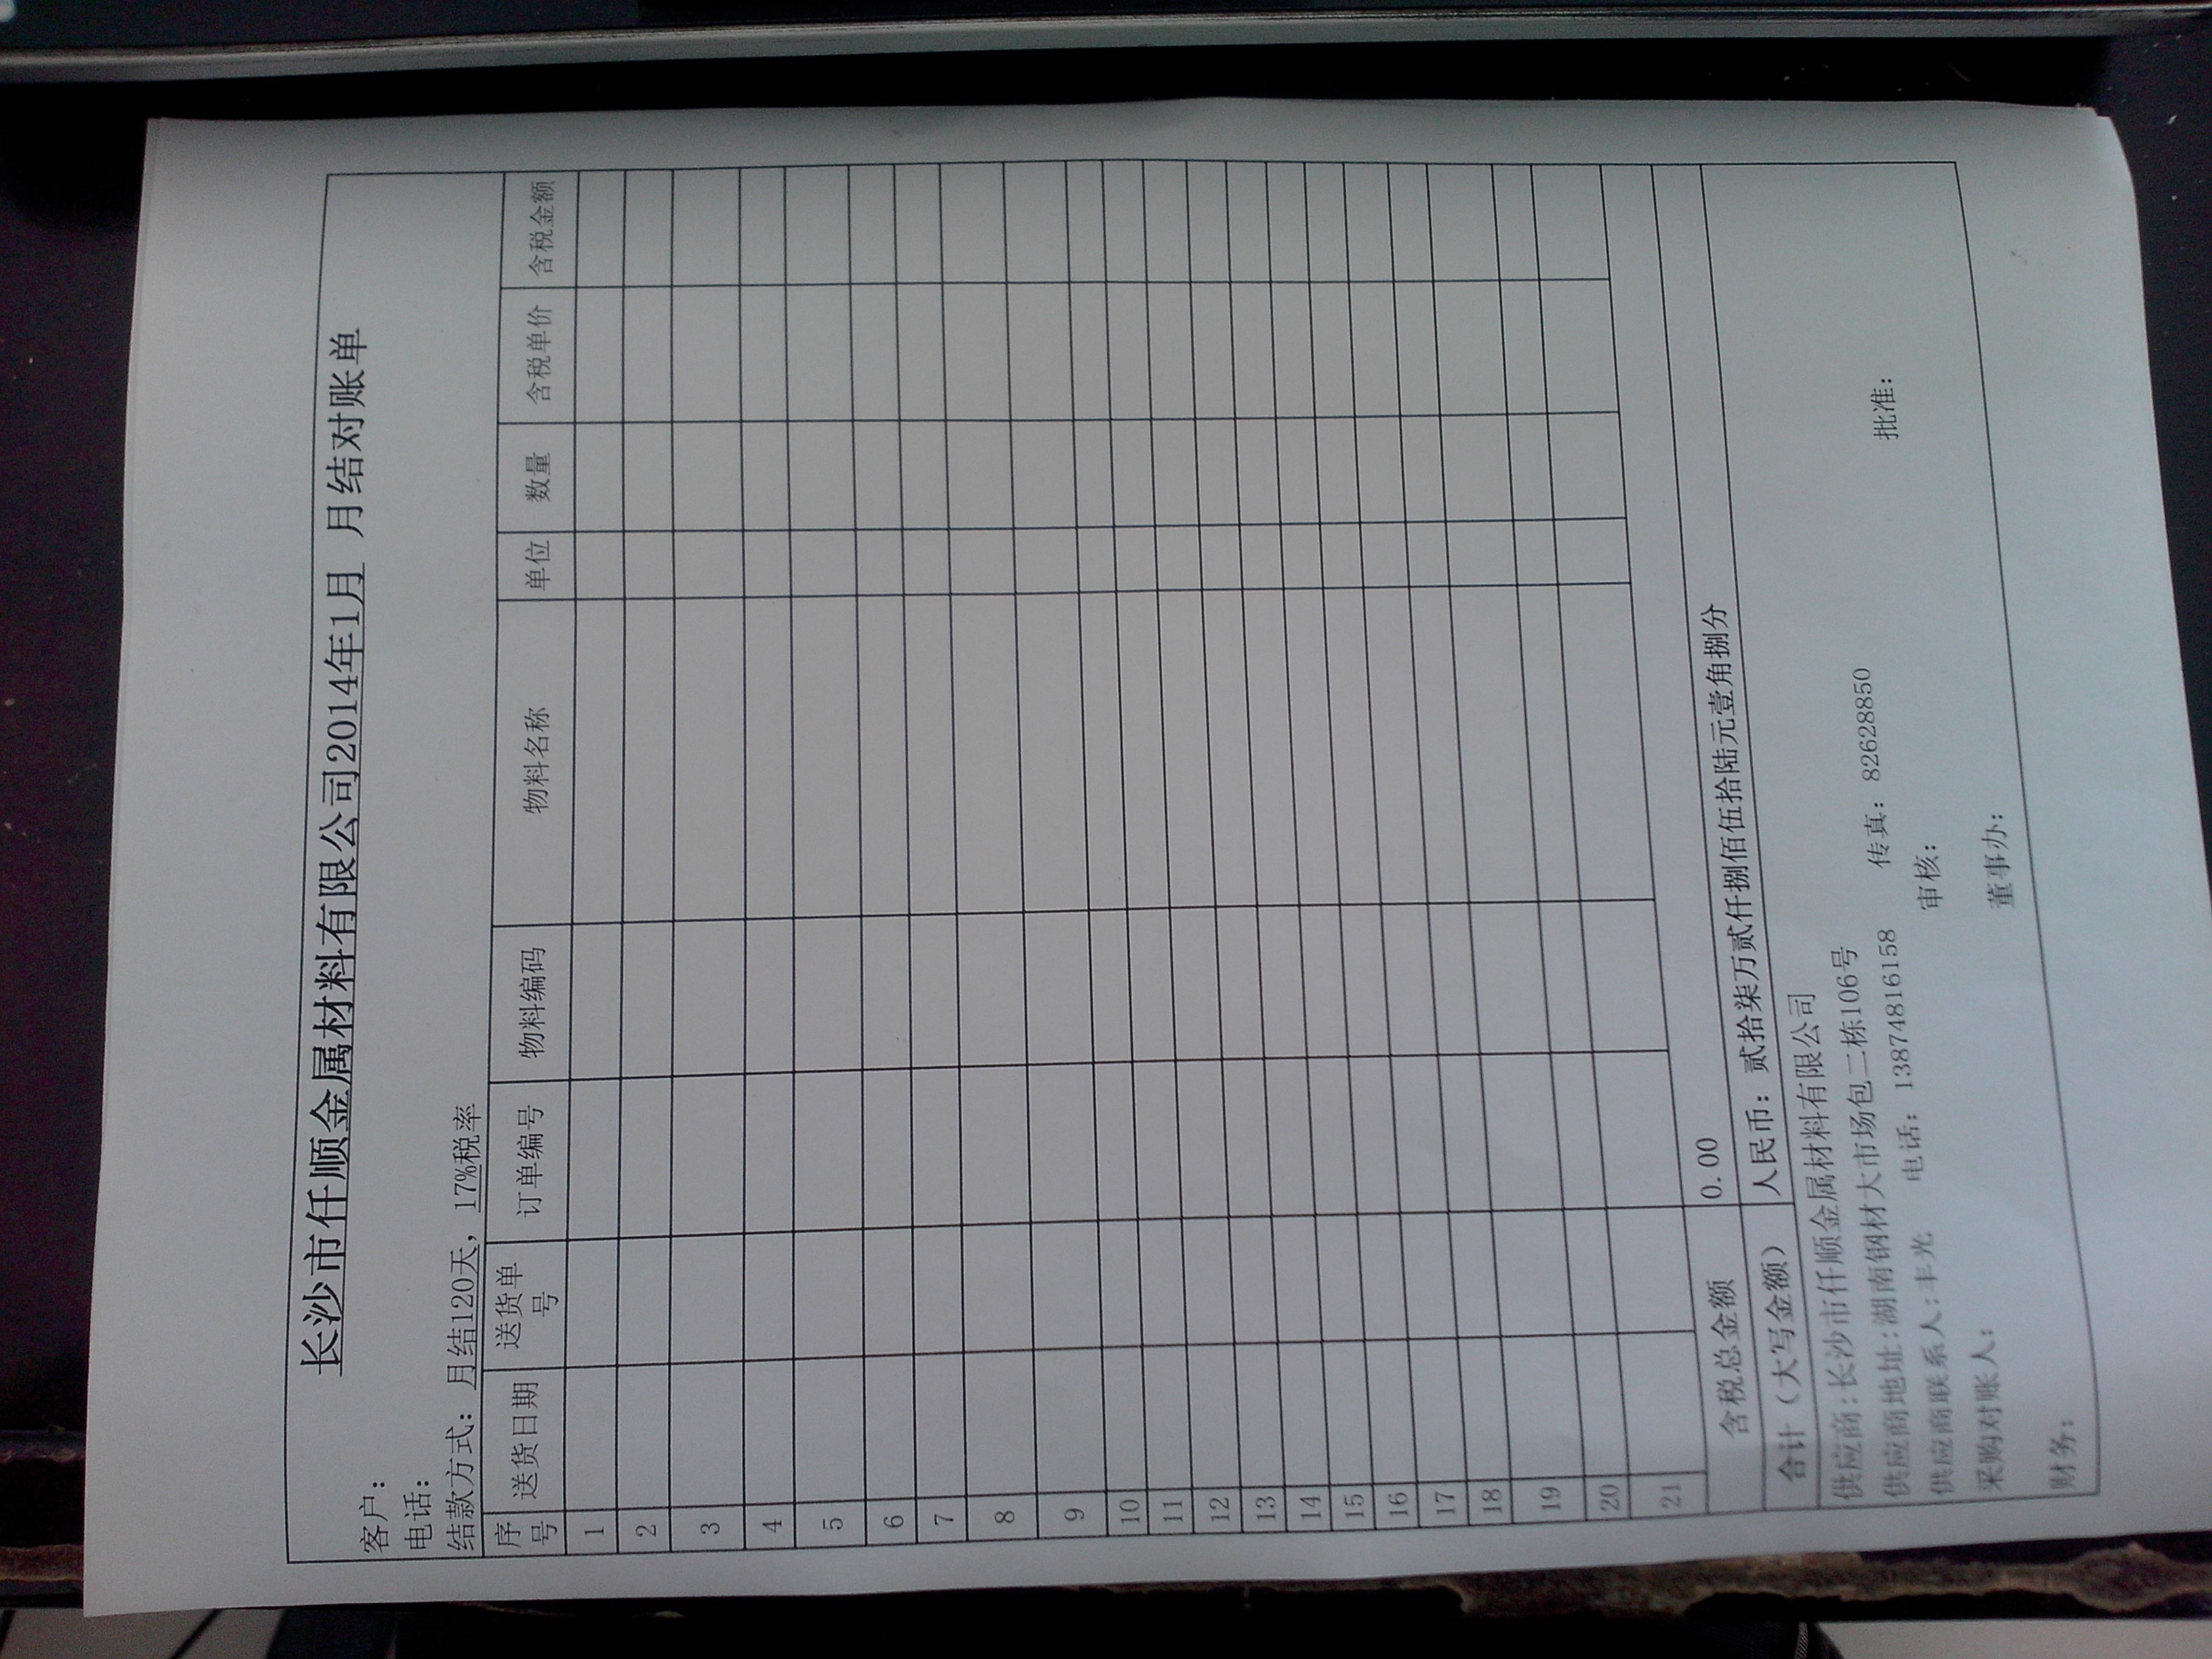 长沙市仟顺金属材料有限公司2014年1月 月结对账单
客户：
电话：
结款方式：月结120天，17%税率
序号 送货日期 送货单号 订单编号 物料编码 物料名称 单位 数量 含税单价 含税金额
1
2
3
4
5
6
7
8
9
10
11
12
13
14
15
16
17
18
19
20
21
含税总金额 0.00
合计（大写金额） 人民币：贰拾柒万贰仟捌佰伍拾陆元壹角捌分
供应商:长沙市仟顺金属材料有限公司
供应商地址:湖南钢材大市场包二栋106号
供应商联系人:丰光 电话：13874816158 传真：82628850
采购对账人： 审核： 批准：
财务： 董事办：